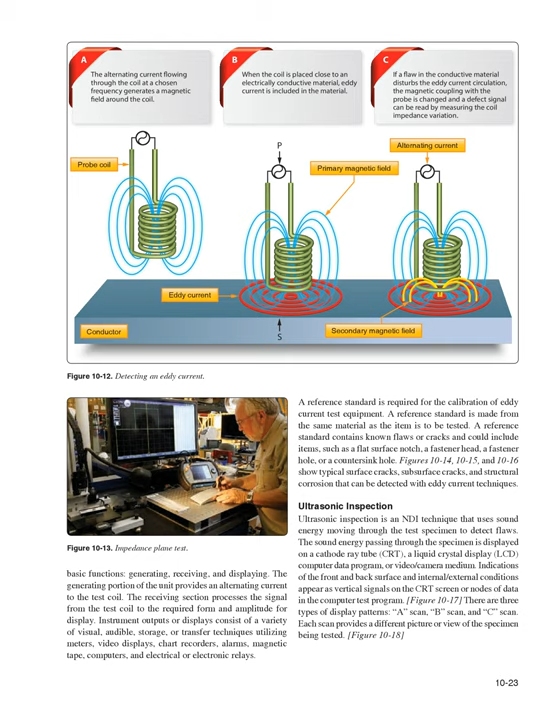 A
The alternating current flowing
through the coil at a chosen
frequency generates a magnetic
field around the coil.
B
When the coil is placed close to an
electrically conductive material, eddy
current is included in the material.
C
If a flaw in the conductive material
disturbs the eddy current circulation,
the magnetic coupling with the
probe is changed and a defect signal
can be read by measuring the coil
impedance variation.
Probe coil
P
Primary magnetic field
Alternating current
Eddy current
Conductor
S
Secondary magnetic field
Figure 10-12. Detecting an eddy current.
Figure 10-13. Impedance plane test.
basic functions: generating, receiving, and displaying. The
generating portion of the unit provides an alternating current
to the test coil. The receiving section processes the signal
from the test coil to the required form and amplitude for
display. Instrument outputs or displays consist of a variety
of visual, audible, storage, or transfer techniques utilizing
meters, video displays, chart recorders, alarms, magnetic
tape, computers, and electrical or electronic relays.
A reference standard is required for the calibration of eddy
current test equipment. A reference standard is made from
the same material as the item is to be tested. A reference
standard contains known flaws or cracks and could include
items, such as a flat surface notch, a fastener head, a fastener
hole, or a countersink hole. Figures 10-14, 10-15, and 10-16
show typical surface cracks, subsurface cracks, and structural
corrosion that can be detected with eddy current techniques.
Ultrasonic Inspection
Ultrasonic inspection is an NDI technique that uses sound
energy moving through the test specimen to detect flaws.
The sound energy passing through the specimen is displayed
on a cathode ray tube (CRT), a liquid crystal display (LCD)
computer data program, or video/camera medium. Indications
of the front and back surface and internal/external conditions
appear as vertical signals on the CRT screen or nodes of data
in the computer test program. [Figure 10-17] There are three
types of display patterns: “A” scan, “B” scan, and “C” scan.
Each scan provides a different picture or view of the specimen
being tested. [Figure 10-18]
10-23